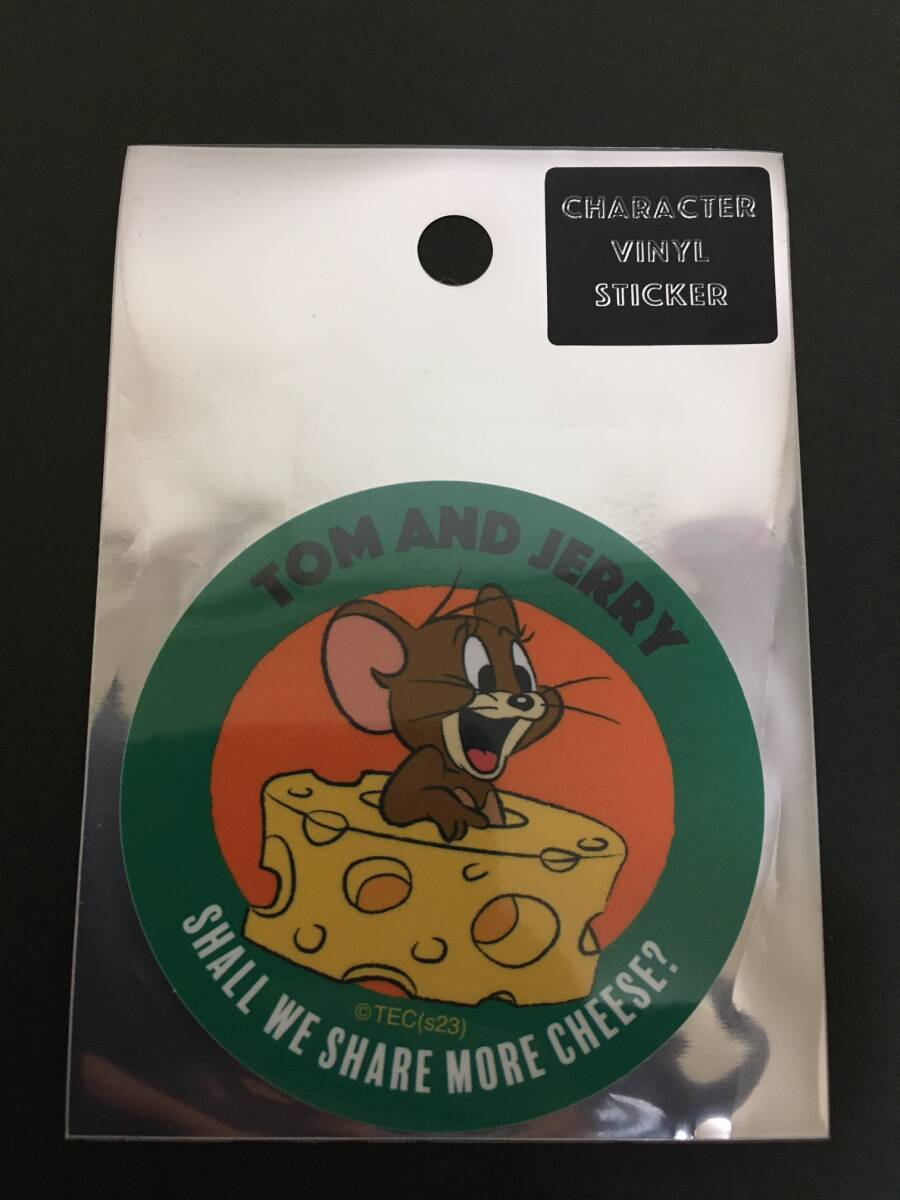 CHARACTER
VINYL
STICKER
TOM AND JERRY
©TEC(s23)
SHALL WE SHARE MORE CHEESE?